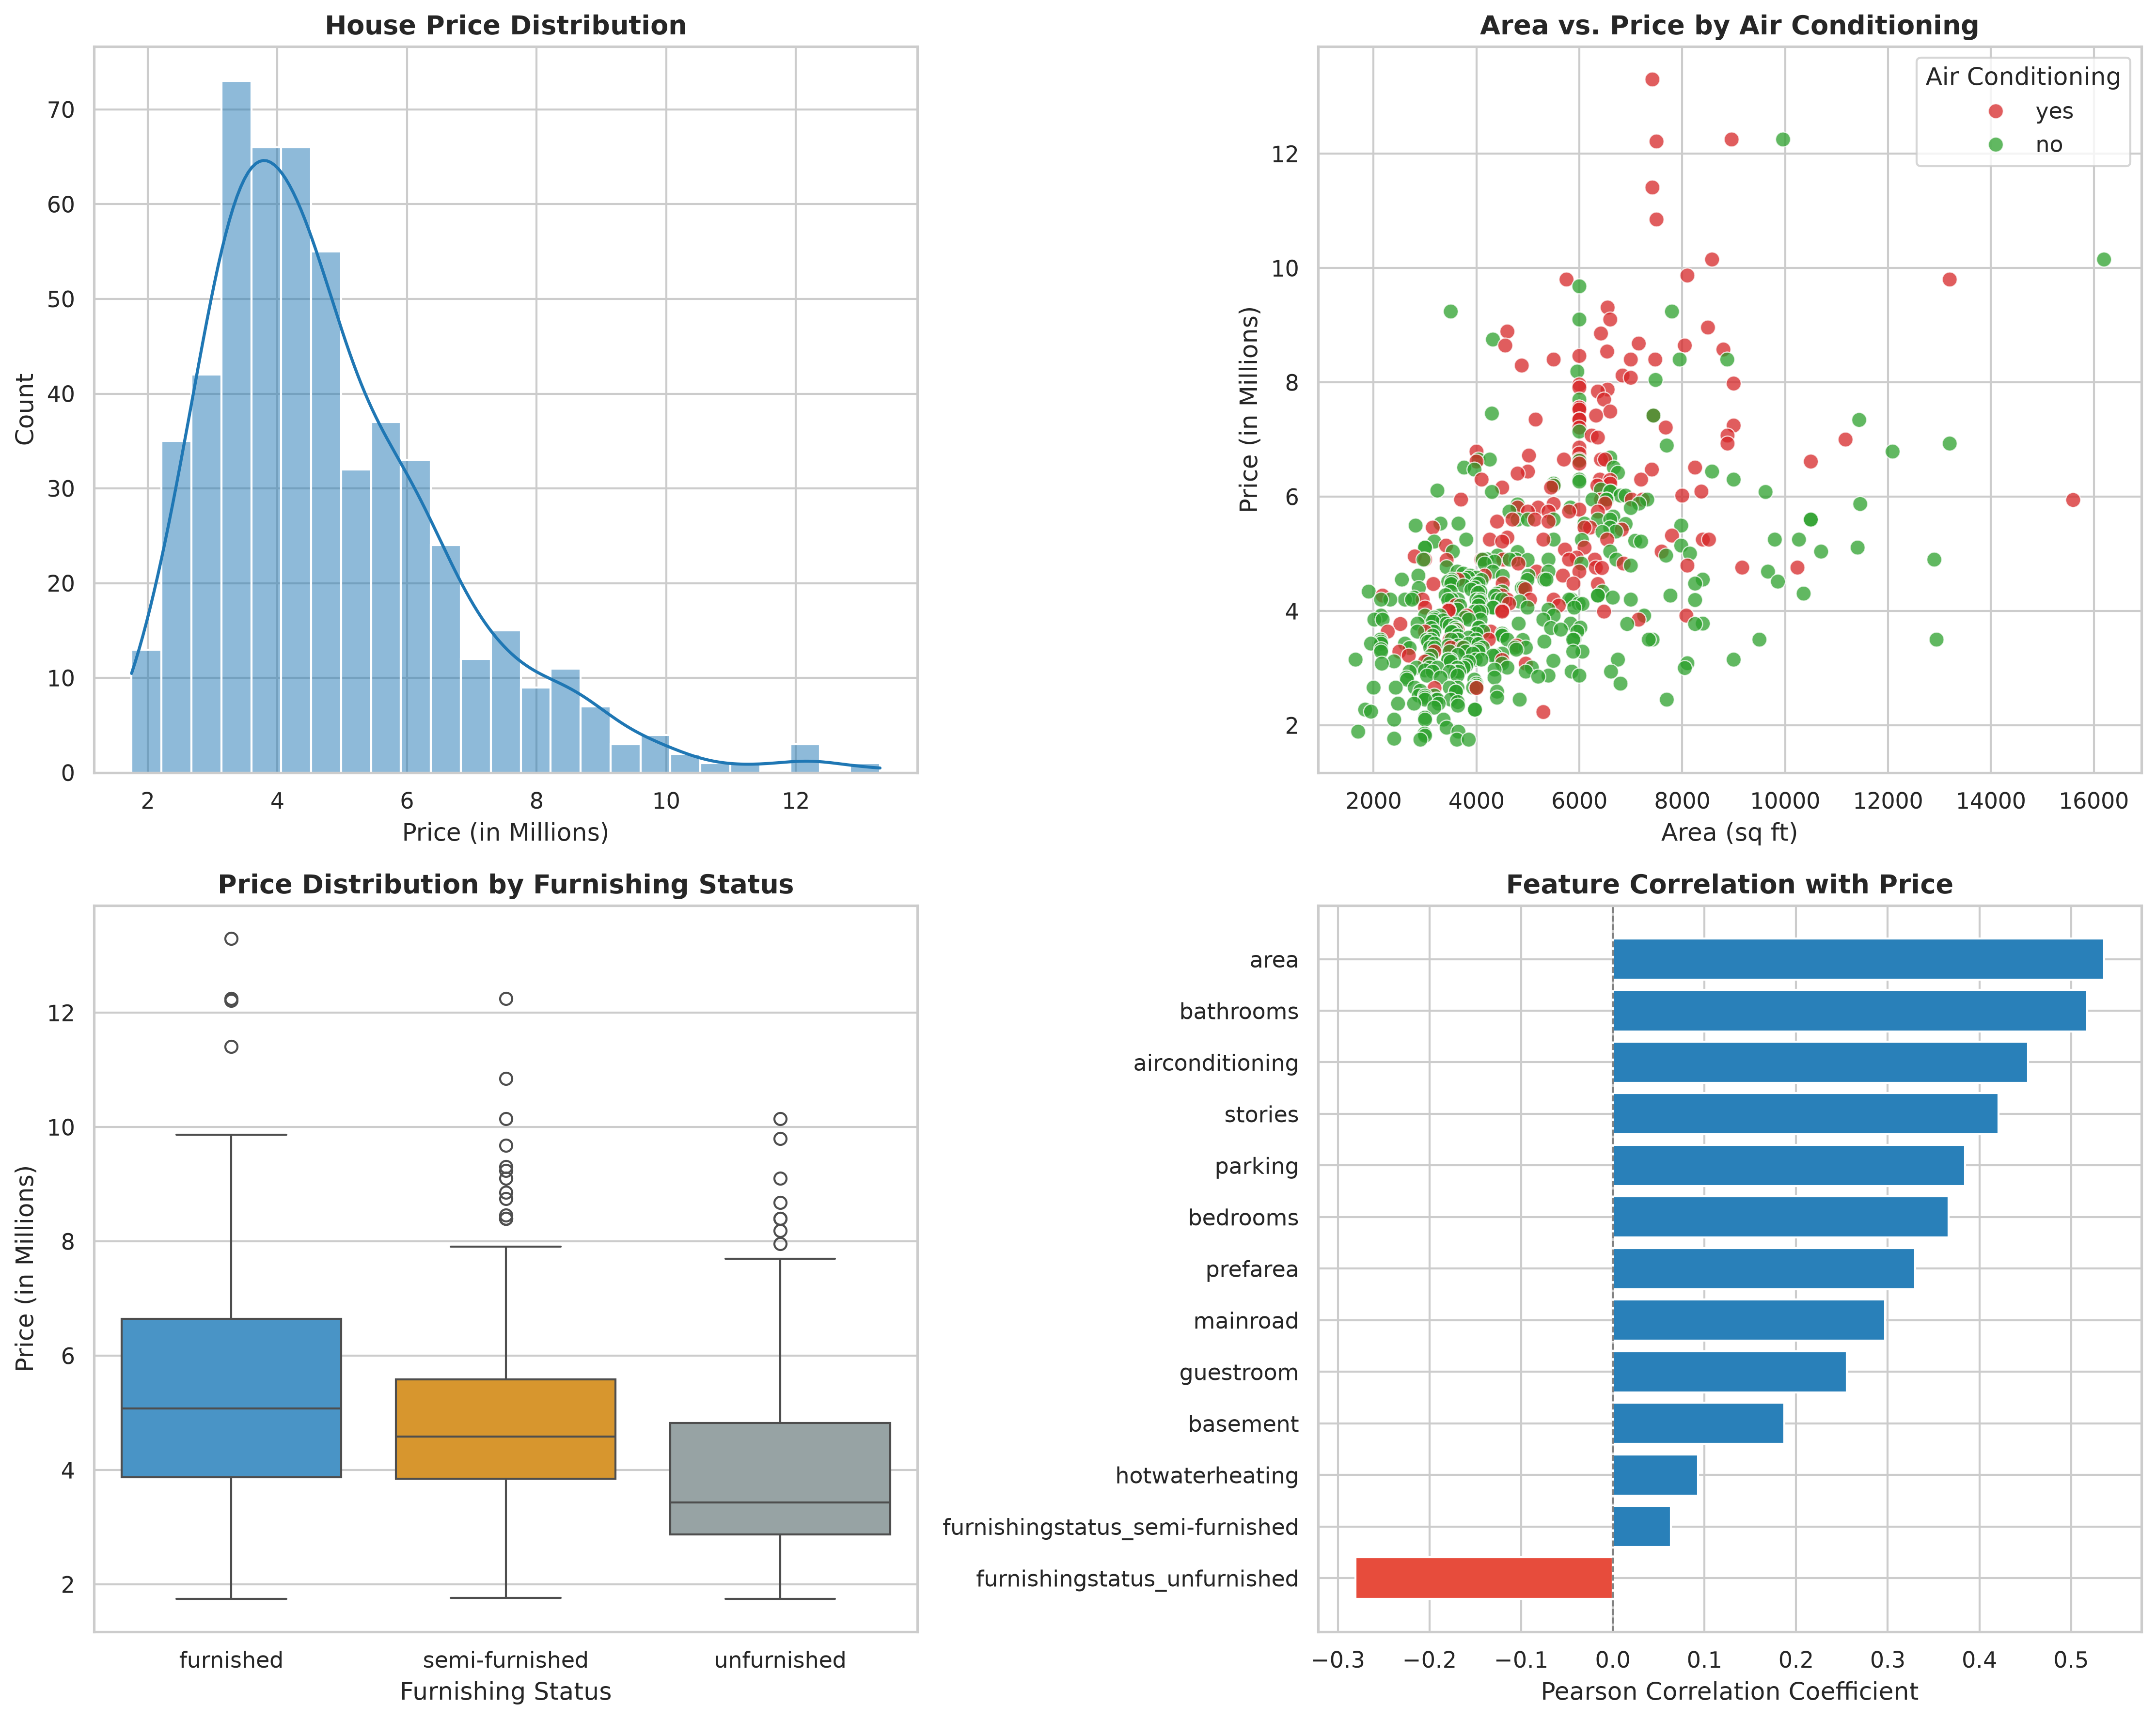 House Price Distribution
70
60
50
40
30
20
10
0
Count
2 4 6 8 10 12
Price (in Millions)
Area vs. Price by Air Conditioning
Air Conditioning
yes
no
12
10
8
6
4
2
Price (in Millions)
2000 4000 6000 8000 10000 12000 14000 16000
Area (sq ft)
Price Distribution by Furnishing Status
12
10
8
6
4
2
Price (in Millions)
furnished semi-furnished unfurnished
Furnishing Status
Feature Correlation with Price
area
bathrooms
airconditioning
stories
parking
bedrooms
prefarea
mainroad
guestroom
basement
hotwaterheating
furnishingstatus_semi-furnished
furnishingstatus_unfurnished
−0.3 −0.2 −0.1 0.0 0.1 0.2 0.3 0.4 0.5
Pearson Correlation Coefficient